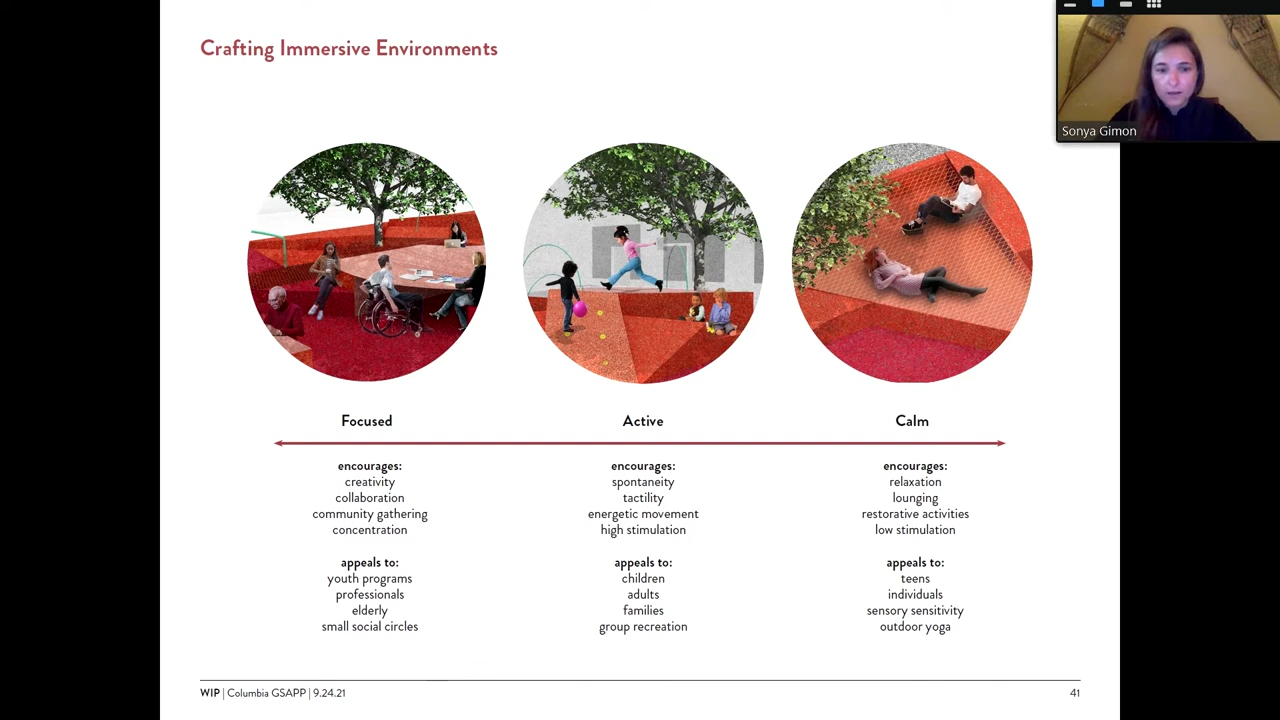 Crafting Immersive Environments
Sonya Gimon
Focused
Active
Calm
encourages:
creativity
collaboration
community gathering
concentration
appeals to:
youth programs
professionals
elderly
small social circles
encourages:
spontaneity
tactility
energetic movement
high stimulation
appeals to:
children
adults
families
group recreation
encourages:
relaxation
lounging
restorative activities
low stimulation
appeals to:
teens
individuals
sensory sensitivity
outdoor yoga
WIP | Columbia GSAPP | 9.24.21
41